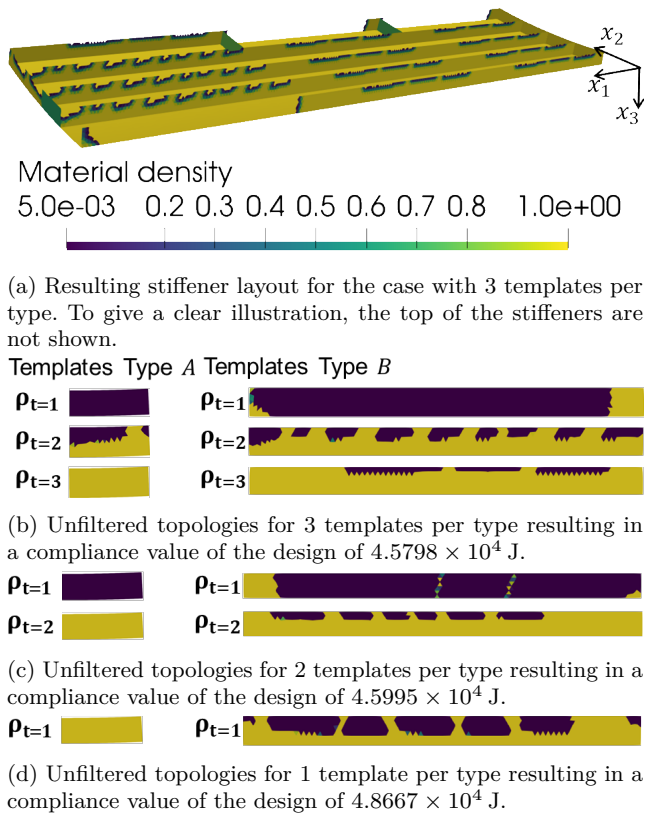 x₂
x₁
x₃
Material density
5.0e-03 0.2 0.3 0.4 0.5 0.6 0.7 0.8 1.0e+00
(a) Resulting stiffener layout for the case with 3 templates per
type. To give a clear illustration, the top of the stiffeners are
not shown.
Templates Type A Templates Type B
ρt=1 ρt=1
ρt=2 ρt=2
ρt=3 ρt=3
(b) Unfiltered topologies for 3 templates per type resulting in
a compliance value of the design of 4.5798 × 10⁴ J.
ρt=1 ρt=1
ρt=2 ρt=2
(c) Unfiltered topologies for 2 templates per type resulting in a
compliance value of the design of 4.5995 × 10⁴ J.
ρt=1 ρt=1
(d) Unfiltered topologies for 1 template per type resulting in a
compliance value of the design of 4.8667 × 10⁴ J.